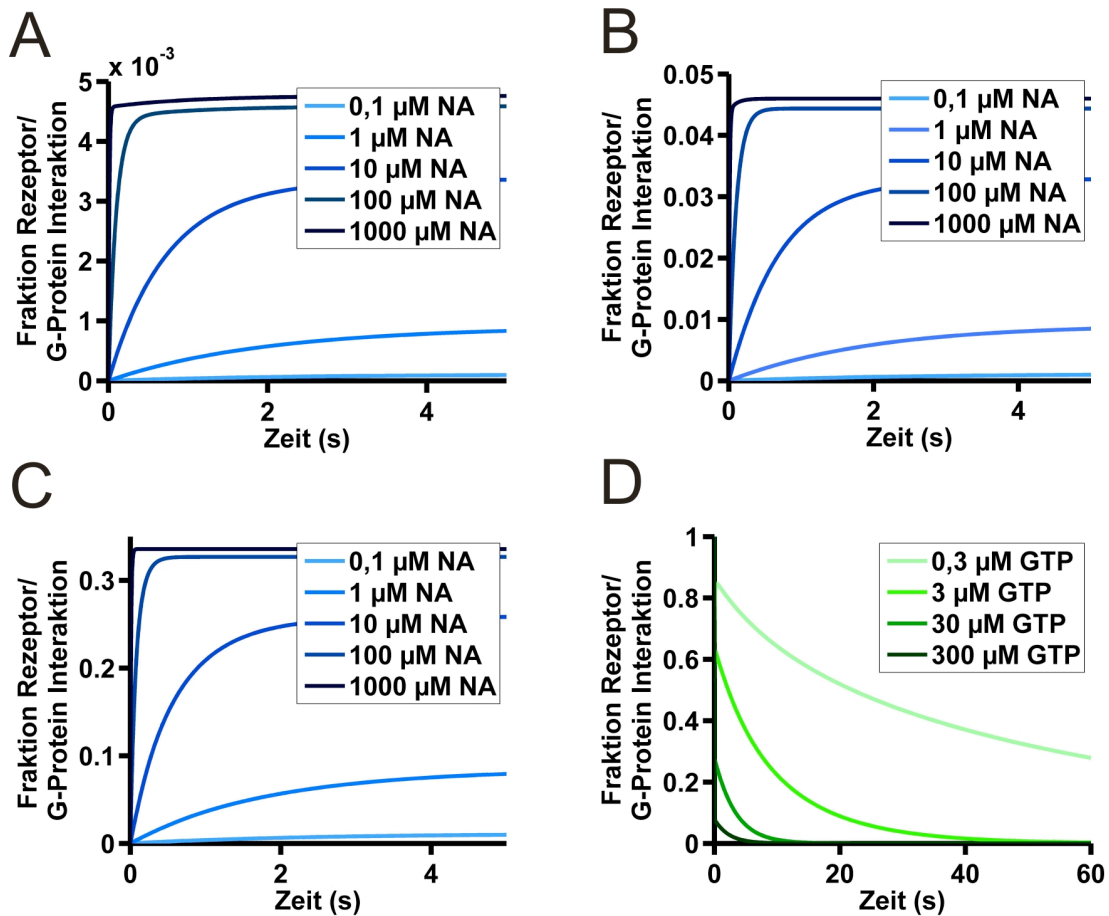 A
x 10⁻³
5
4
3
2
1
0
0
2
4
Fraktion Rezeptor/
G-Protein Interaktion
Zeit (s)
0,1 µM NA
1 µM NA
10 µM NA
100 µM NA
1000 µM NA
B
0.05
0.04
0.03
0.02
0.01
0
0
2
4
Fraktion Rezeptor/
G-Protein Interaktion
Zeit (s)
0,1 µM NA
1 µM NA
10 µM NA
100 µM NA
1000 µM NA
C
0.3
0.2
0.1
0
0
2
4
Fraktion Rezeptor/
G-Protein Interaktion
Zeit (s)
0,1 µM NA
1 µM NA
10 µM NA
100 µM NA
1000 µM NA
D
1
0.8
0.6
0.4
0.2
0
0
20
40
60
Fraktion Rezeptor/
G-Protein Interaktion
Zeit (s)
0,3 µM GTP
3 µM GTP
30 µM GTP
300 µM GTP